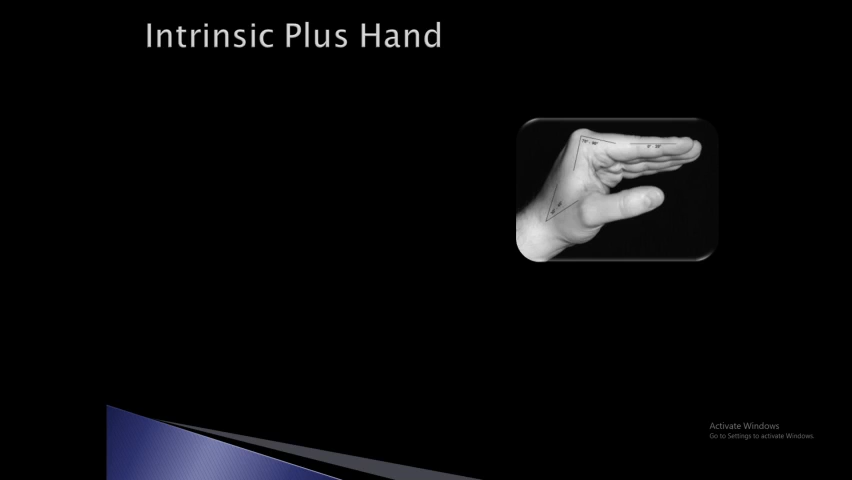 Intrinsic Plus Hand
Activate Windows
Go to Settings to activate Windows.